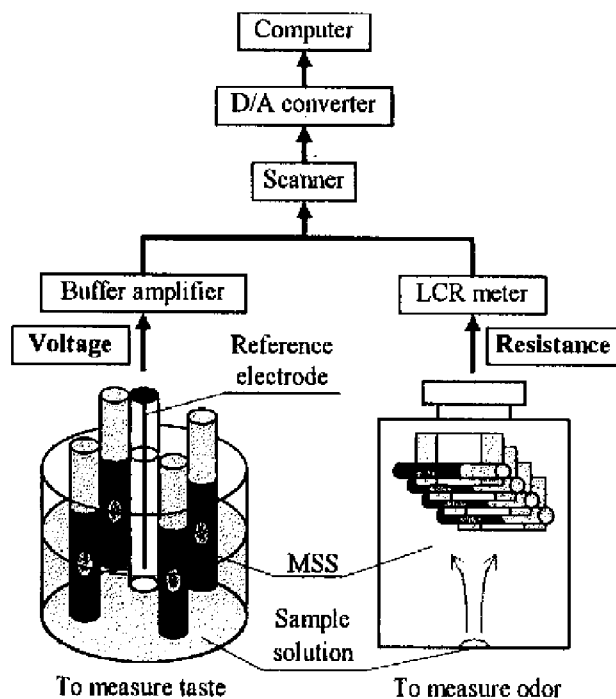 Computer
D/A converter
Scanner
Buffer amplifier
LCR meter
Voltage
Resistance
Reference
electrode
MSS
Sample
solution
To measure taste
To measure odor